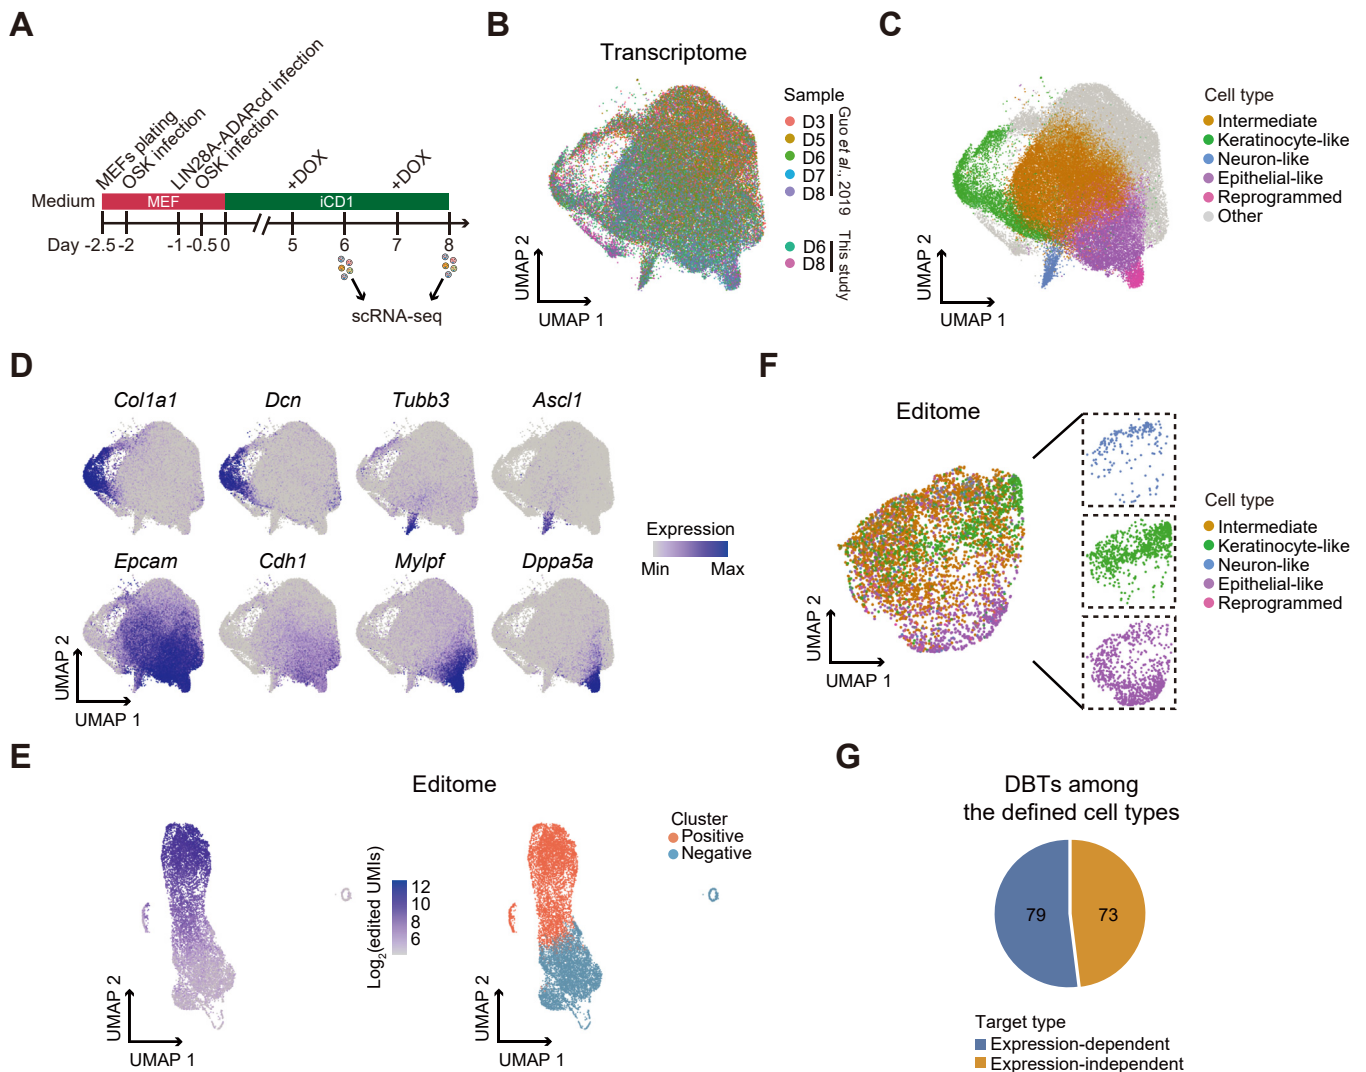 A
MEFs plating
OSK infection
LIN28A-ADARcd infection
OSK infection
+DOX
+DOX
Medium
MEF
iCD1
Day
-2.5
-2
-1
-0.5
0
5
6
7
8
scRNA-seq
B
Transcriptome
Sample
D3
D5
D6
D7
D8
Guo et al., 2019
D6
D8
This study
UMAP 2
UMAP 1
C
Cell type
Intermediate
Keratinocyte-like
Neuron-like
Epithelial-like
Reprogrammed
Other
UMAP 2
UMAP 1
D
Col1a1
Dcn
Tubb3
Ascl1
Epcam
Cdh1
Mylpf
Dppa5a
Expression
Min
Max
UMAP 2
UMAP 1
F
Editome
Cell type
Intermediate
Keratinocyte-like
Neuron-like
Epithelial-like
Reprogrammed
UMAP 2
UMAP 1
E
Editome
Log2(edited UMIs)
12
10
8
6
Cluster
Positive
Negative
UMAP 2
UMAP 1
UMAP 2
UMAP 1
G
DBTs among
the defined cell types
79
73
Target type
Expression-dependent
Expression-independent